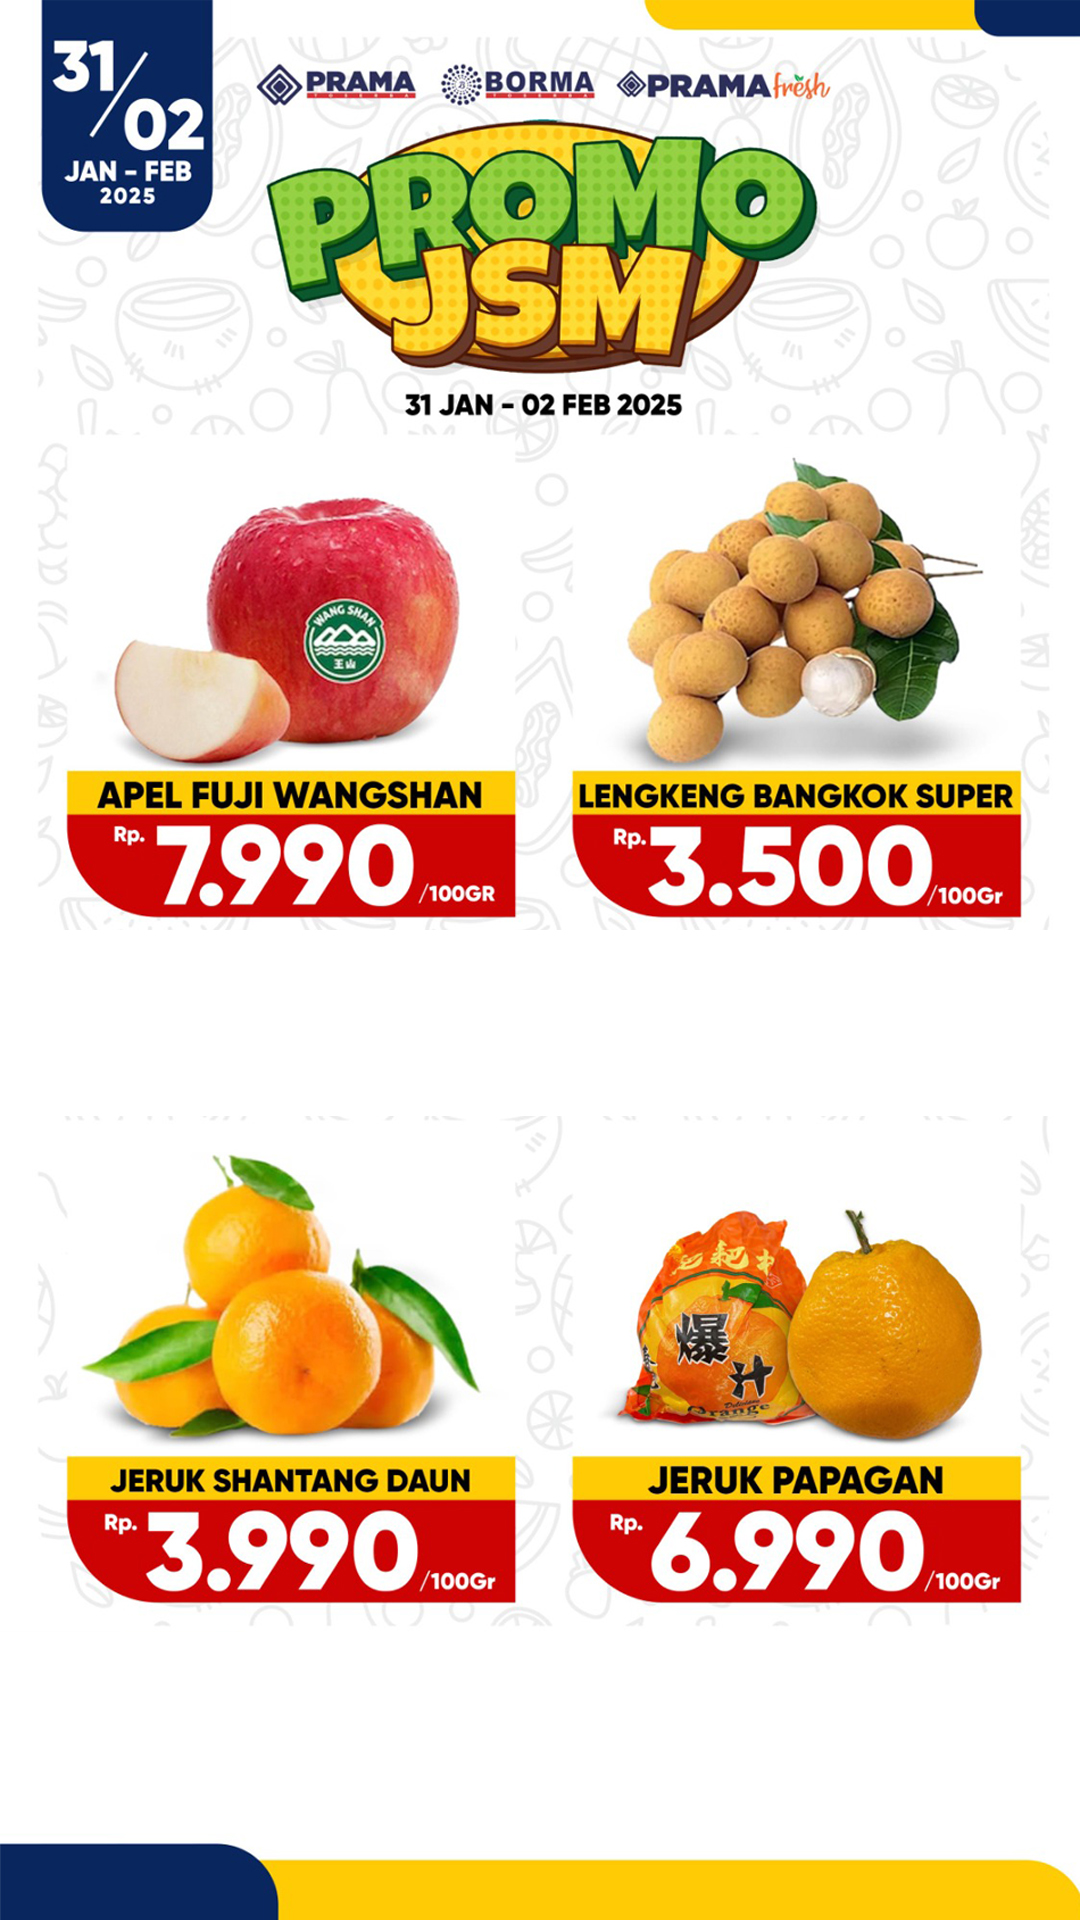 31/02
JAN - FEB
2025
PRAMA
BORMA
PRAMA fresh
PROMO
JSM
31 JAN - 02 FEB 2025
WANG SHAN
王山
APEL FUJI WANGSHAN
Rp. 7.990 /100GR
LENGKENG BANGKOK SUPER
Rp. 3.500 /100Gr
爆
汁
Delicious
Orange
JERUK SHANTANG DAUN
Rp. 3.990 /100Gr
JERUK PAPAGAN
Rp. 6.990 /100Gr